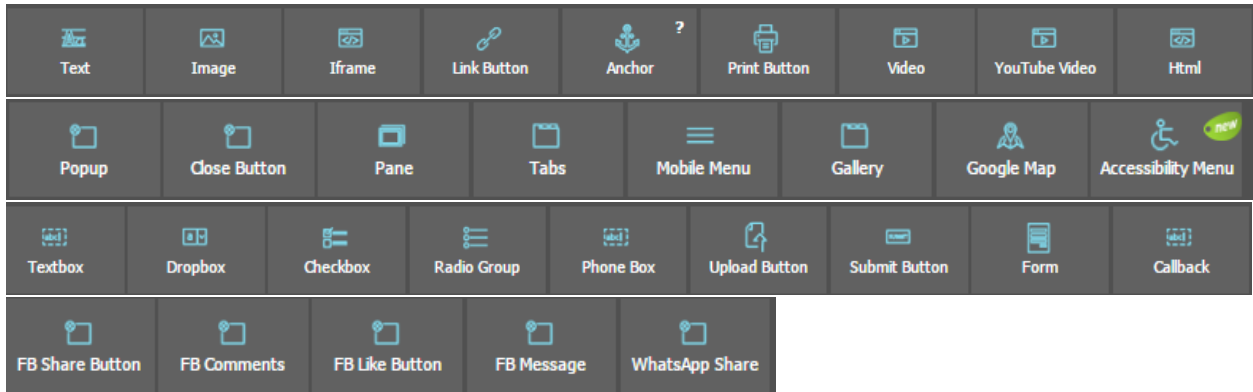 ?
Text Image Iframe Link Button Anchor Print Button Video YouTube Video Html
new
Popup Close Button Pane Tabs Mobile Menu Gallery Google Map Accessibility Menu
Textbox Dropbox Checkbox Radio Group Phone Box Upload Button Submit Button Form Callback
FB Share Button FB Comments FB Like Button FB Message WhatsApp Share